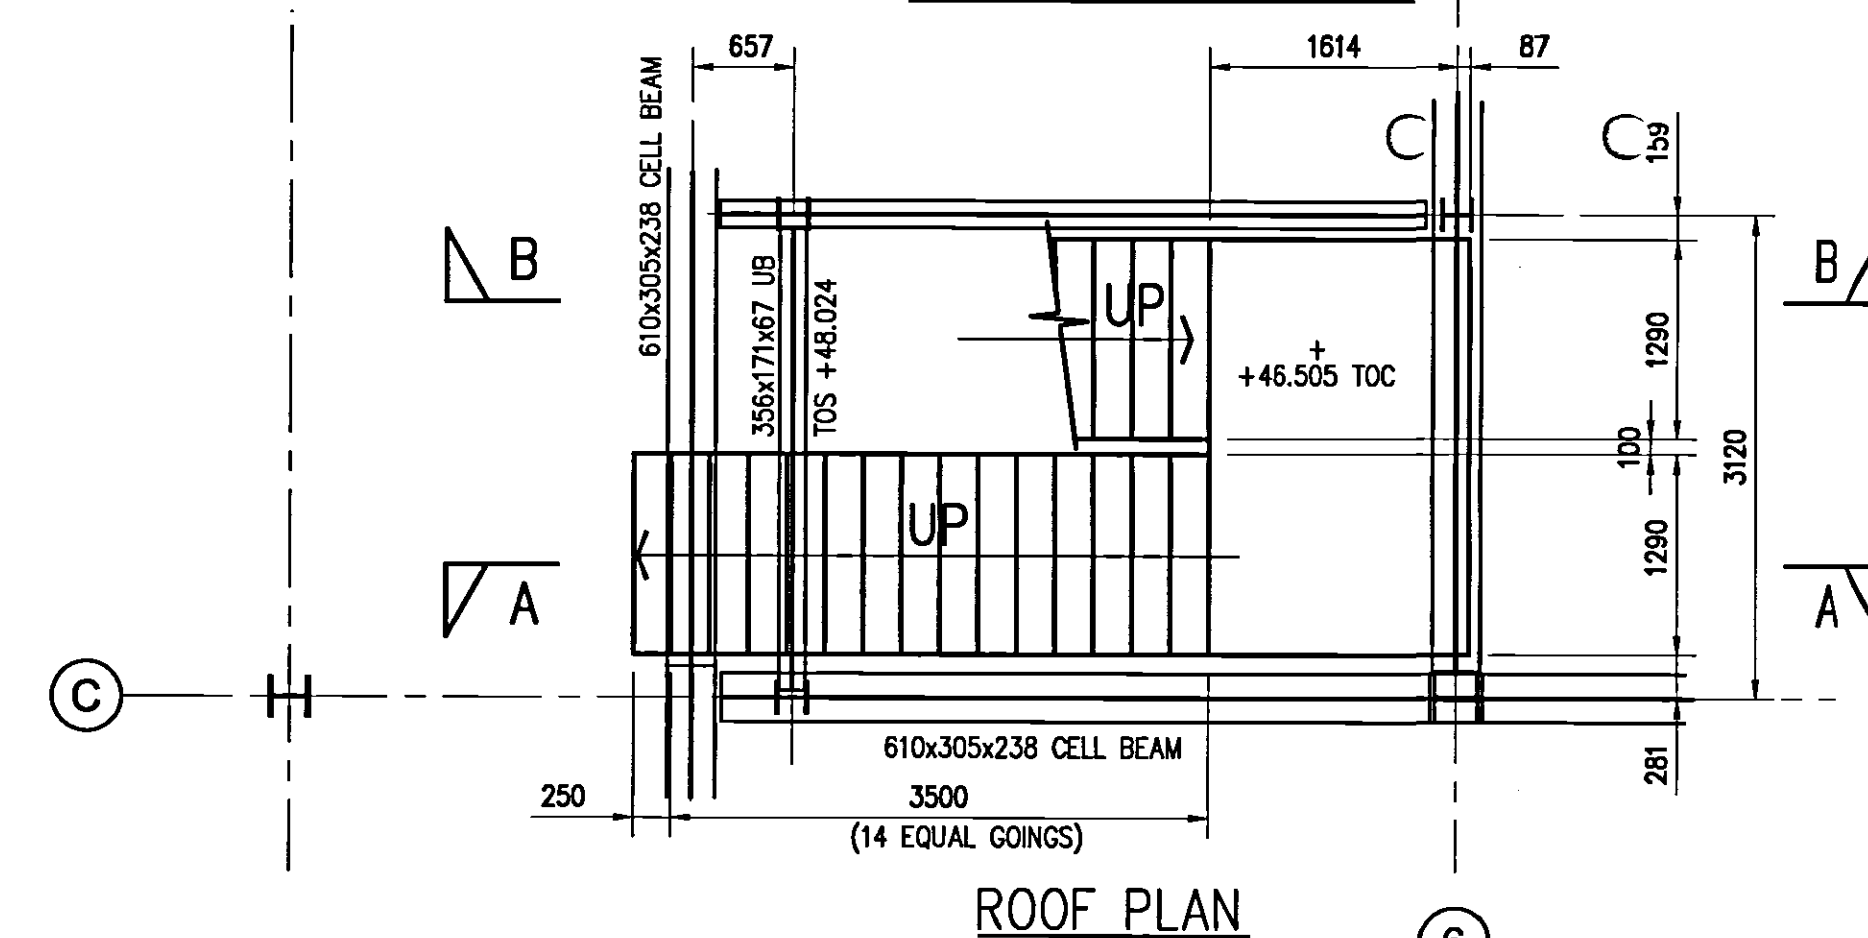 657
1614
87
610x305x238 CELL BEAM
C
C
159
B
356x171x67 UB
TOS +48.024
UP
+46.505 TOC
1290
B
100
3120
UP
1290
A
A
C
610x305x238 CELL BEAM
281
250
3500
(14 EQUAL GOINGS)
ROOF PLAN